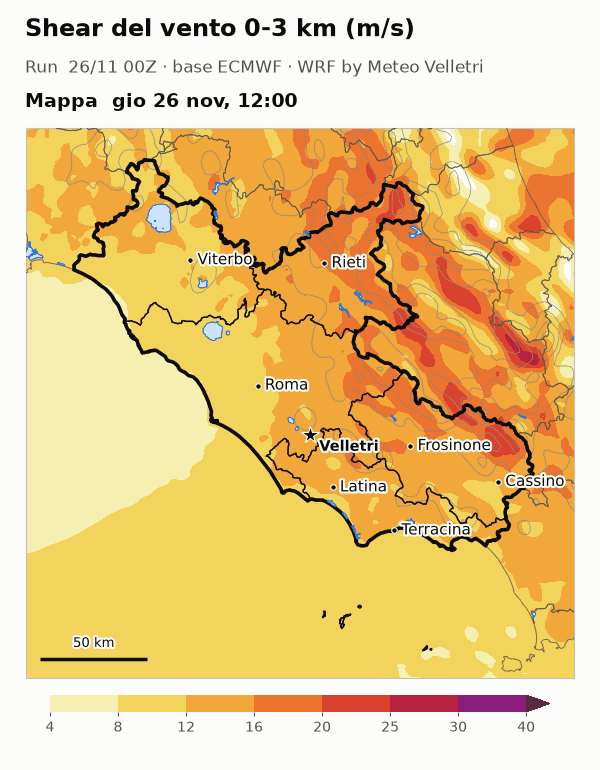 Shear del vento 0-3 km (m/s)
Run  26/11 00Z · base ECMWF · WRF by Meteo Velletri
Mappa  gio 26 nov, 12:00
Viterbo
Rieti
Roma
Velletri
Frosinone
Latina
Cassino
Terracina
50 km
4 8 12 16 20 25 30 40